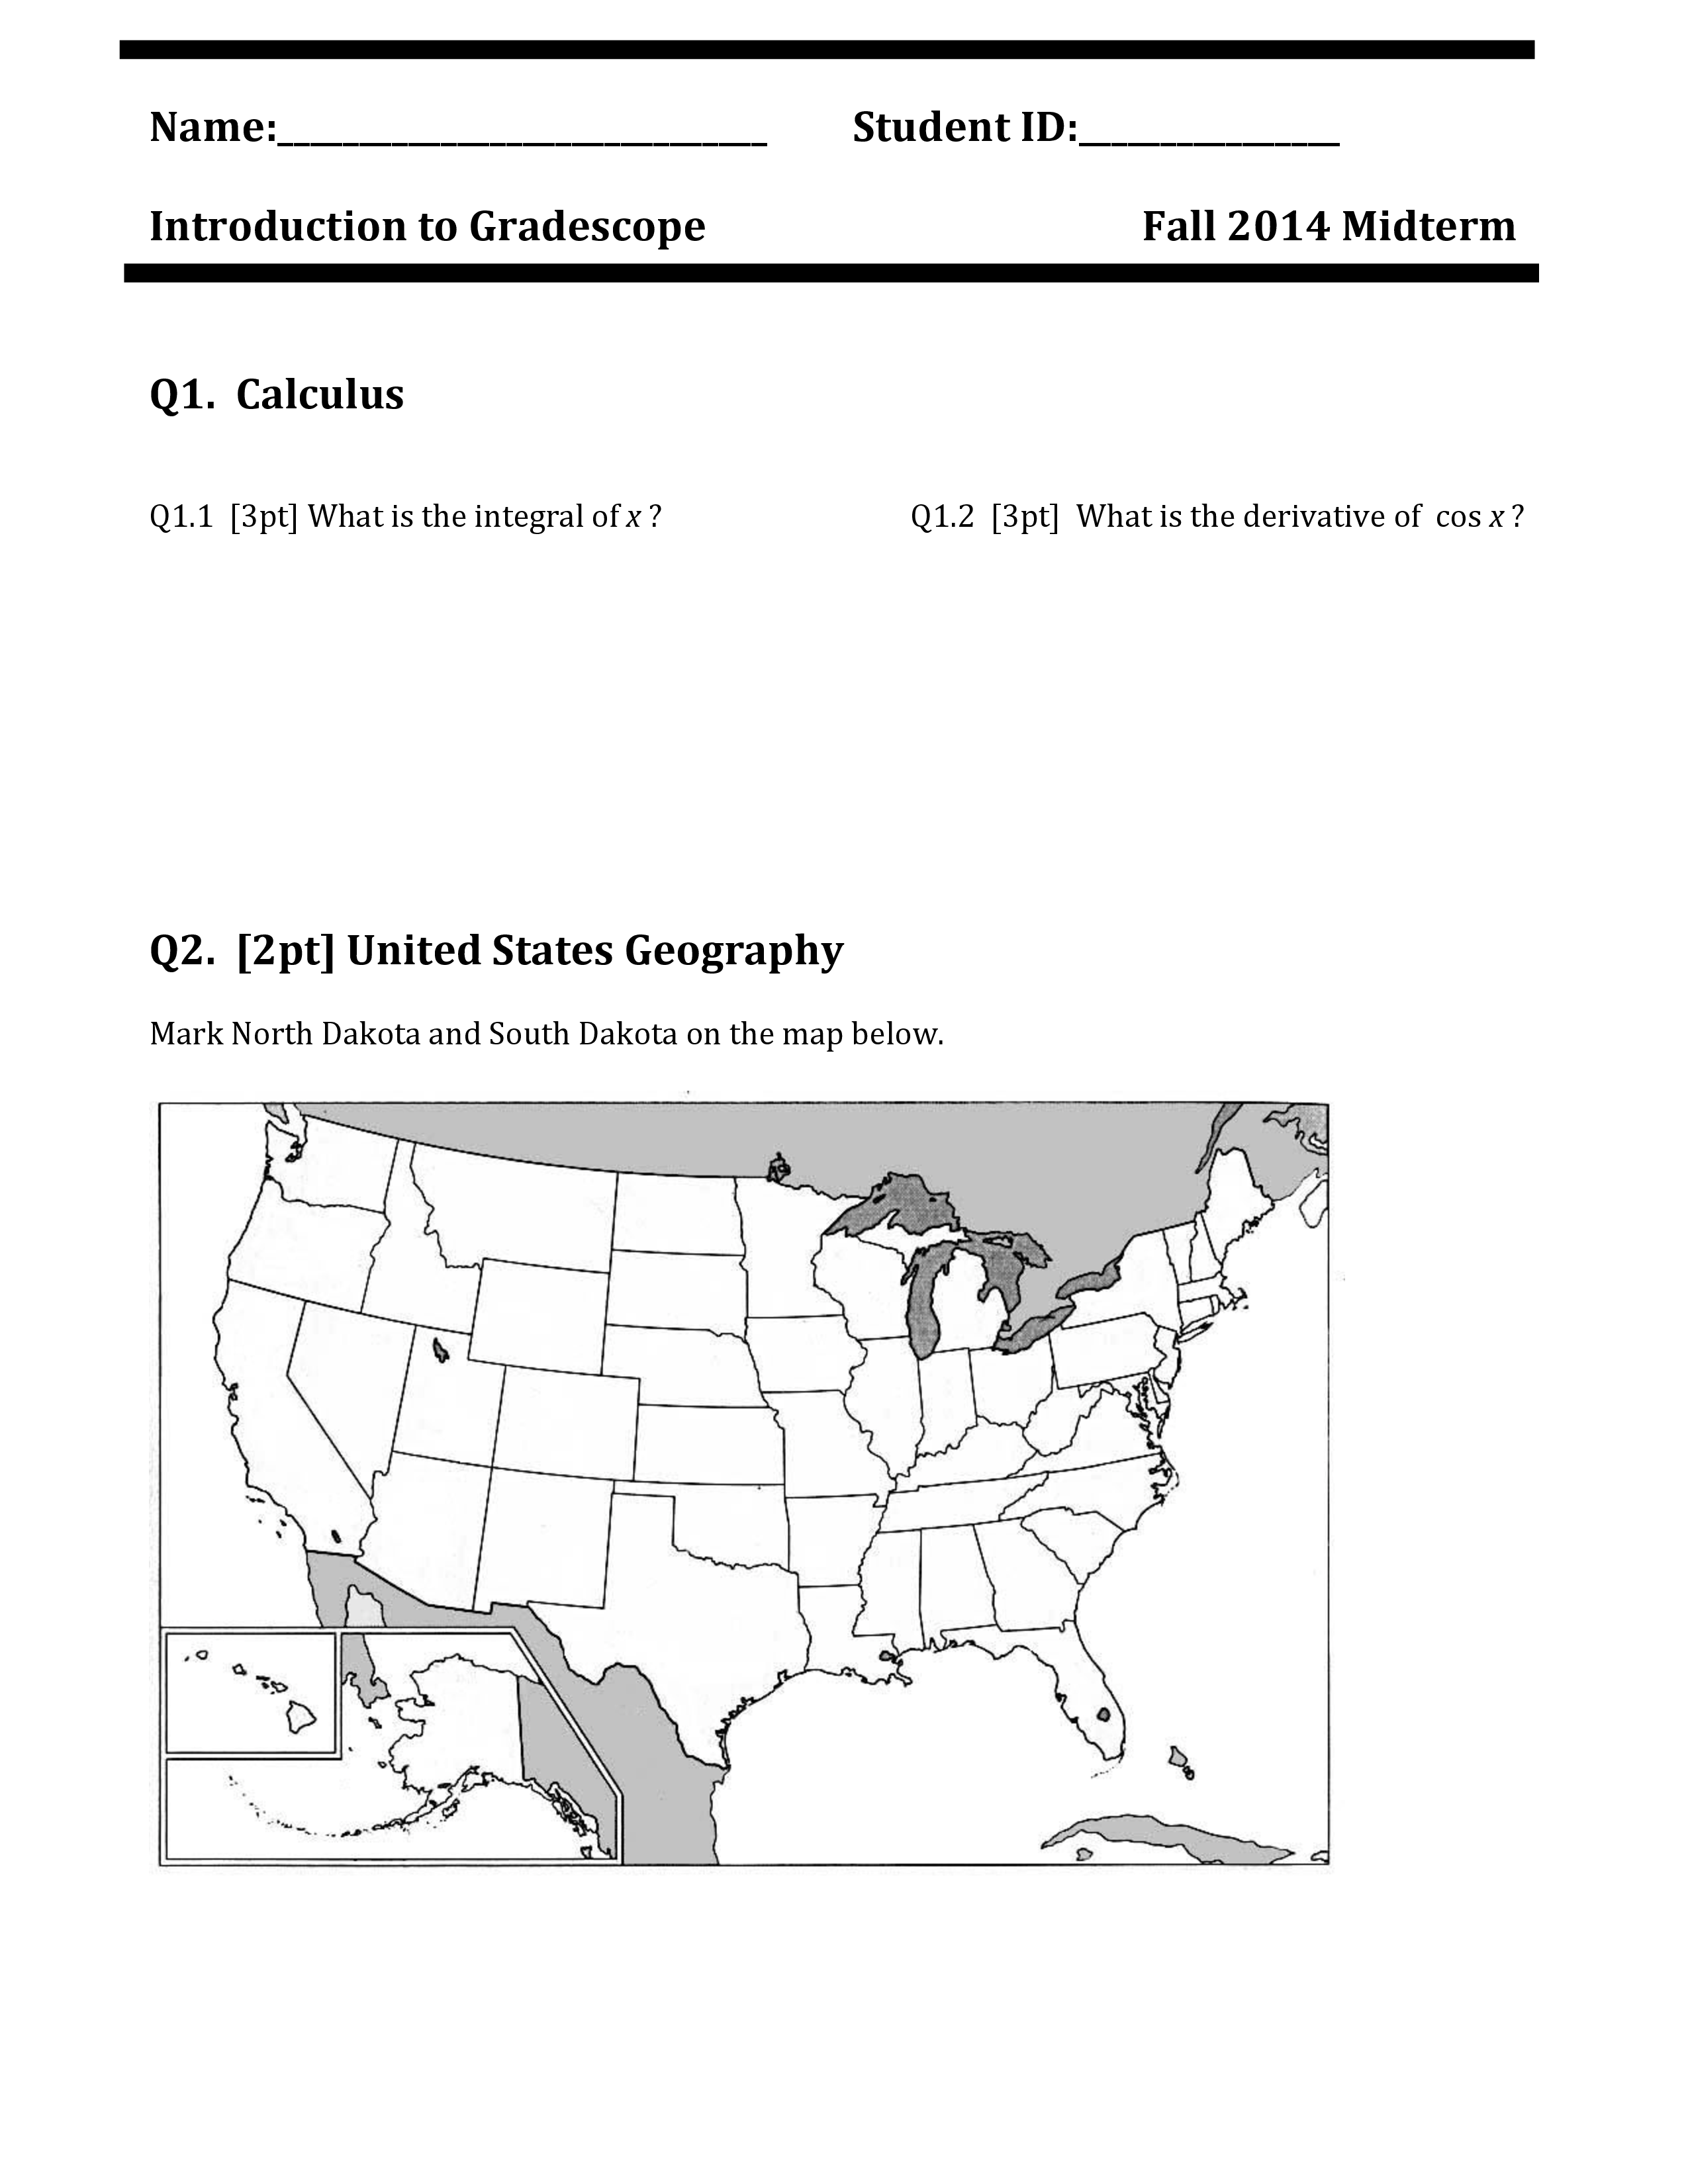 Name:______________________________ Student ID:________________
Introduction to Gradescope Fall 2014 Midterm
Q1. Calculus
Q1.1 [3pt] What is the integral of x ? Q1.2 [3pt] What is the derivative of cos x ?
Q2. [2pt] United States Geography
Mark North Dakota and South Dakota on the map below.